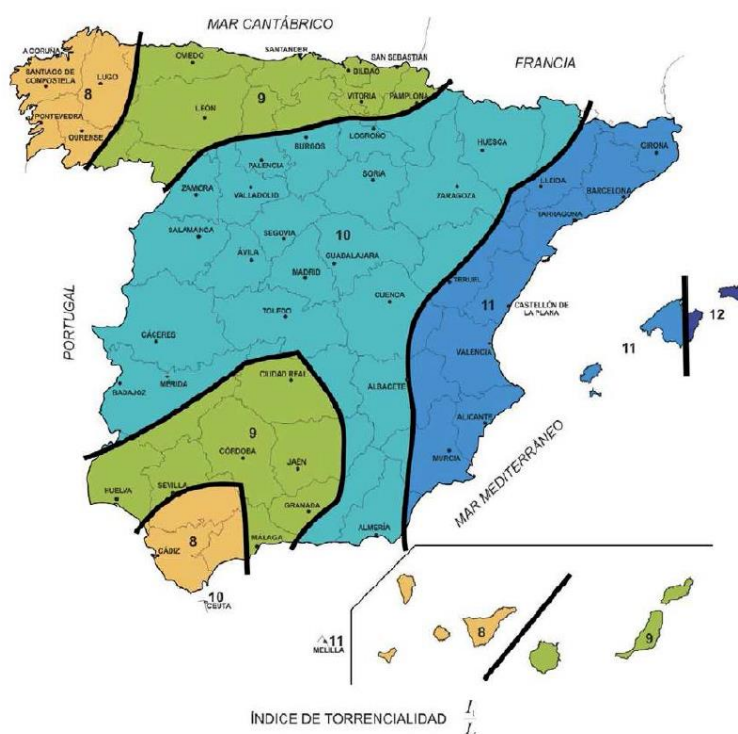 MAR CANTÁBRICO
A CORUÑA
OVIEDO
SANTANDER
SAN SEBASTIÁN
FRANCIA
SANTIAGO DE
COMPOSTELA
LUGO
8
BILBAO
9
LEÓN
VITORIA
PAMPLONA
PONTEVEDRA
OURENSE
BURGOS
LOGROÑO
HUESCA
GIRONA
PALENCIA
ZAMORA
VALLADOLID
SORIA
ZARAGOZA
LLEIDA
BARCELONA
TARRAGONA
SALAMANCA
SEGOVIA
10
ÁVILA
GUADALAJARA
MADRID
TERUEL
PORTUGAL
TOLEDO
CUENCA
11
CASTELLÓN DE
LA PLANA
12
CÁCERES
VALENCIA
11
BADAJOZ
MÉRIDA
CIUDAD REAL
ALBACETE
ALICANTE
9
CÓRDOBA
JAÉN
MURCIA
MAR MEDITERRÁNEO
HUELVA
SEVILLA
GRANADA
8
CÁDIZ
MÁLAGA
ALMERÍA
10
CEUTA
11
MELILLA
8
9
ÍNDICE DE TORRENCIALIDAD